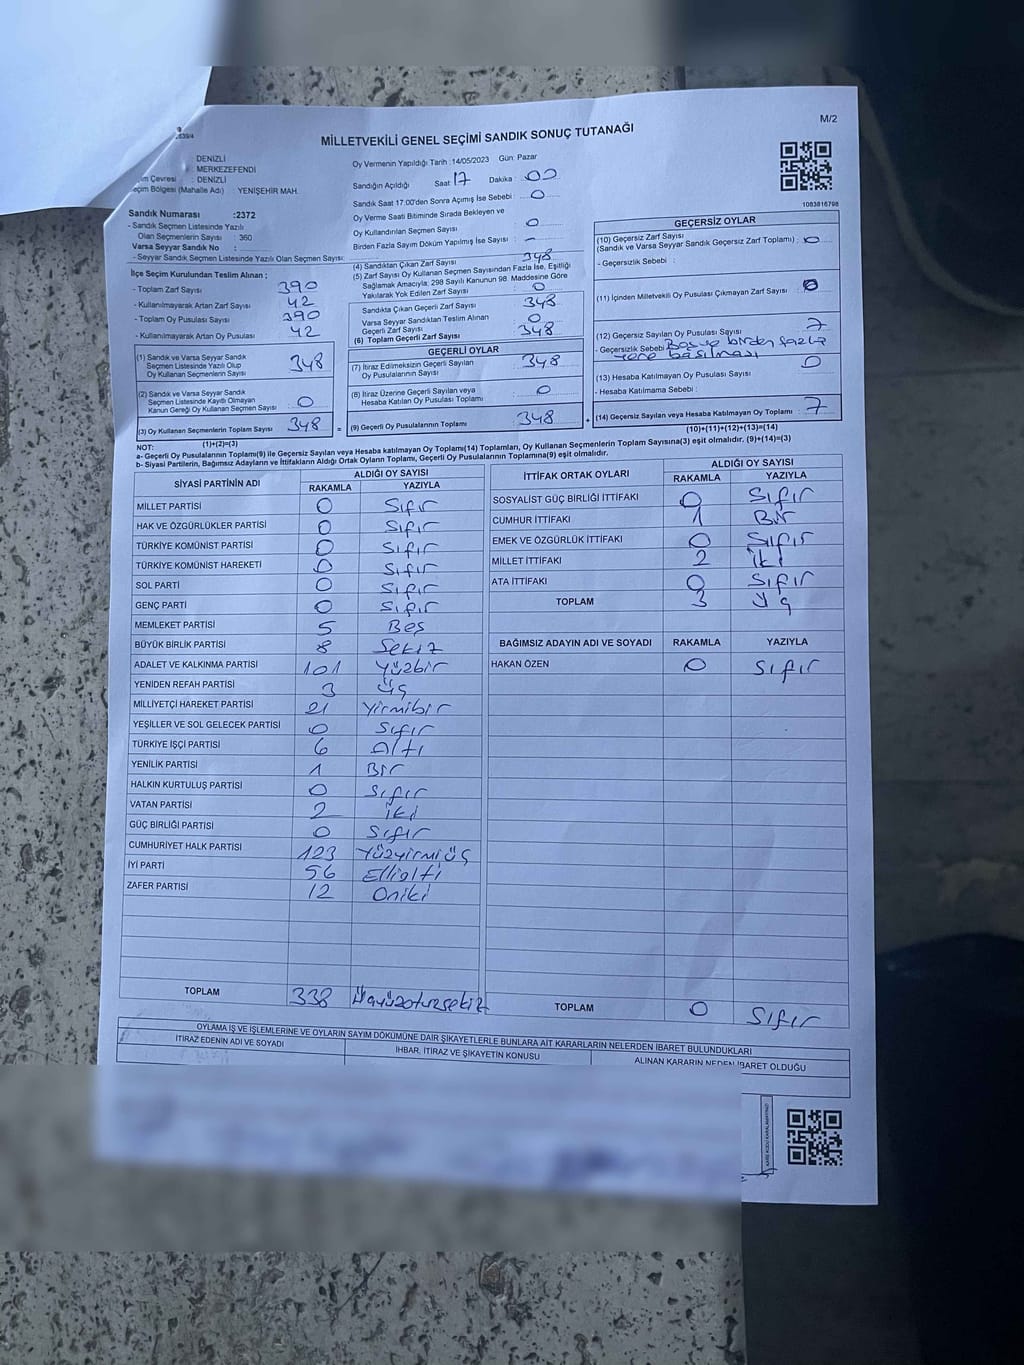 MİLLETVEKİLİ GENEL SEÇİMİ SANDIK SONUÇ TUTANAĞI
M/2
DENİZLİ
MERKEZEFENDİ
Çevresi : DENİZLİ
Bölgesi (Mahalle Adı) : YENİŞEHİR MAH.
Oy Vermenin Yapıldığı Tarih : 14/05/2023 Gün: Pazar
Sandığın Açıldığı Saat 17 Dakika : 00
Sandık Saat 17:00'den Sonra Açımış İse Sebebi : 0
Oy Verme Saati Bitiminde Sırada Bekleyen ve
Oy Kullandırılan Seçmen Sayısı : 0
Birden Fazla Sayım Döküm Yapılmış İse Sayısı : -
1083816798
Sandık Numarası :2372
- Sandık Seçmen Listesinde Yazılı
Olan Seçmenlerin Sayısı : 360
Varsa Seyyar Sandık No :
- Seyyar Sandık Seçmen Listesinde Yazılı Olan Seçmen Sayısı:
İlçe Seçim Kurulundan Teslim Alınan ;
- Toplam Zarf Sayısı : 390
- Kullanılmayarak Artan Zarf Sayısı : 42
- Toplam Oy Pusulası Sayısı : 390
- Kullanılmayarak Artan Oy Pusulası : 42
(1) Sandık ve Varsa Seyyar Sandık
Seçmen Listesinde Yazılı Olup
Oy Kullanan Seçmenlerin Sayısı : 348
(2) Sandık ve Varsa Seyyar Sandık
Seçmen Listesinde Kayıtlı Olmayan
Kanun Gereği Oy Kullanan Seçmen Sayısı : 0
(3) Oy Kullanan Seçmenlerin Toplam Sayısı : 348 =
(1)+(2)=(3)
(4) Sandıktan Çıkan Zarf Sayısı : 348
(5) Zarf Sayısı Oy Kullanan Seçmen Sayısından Fazla İse, Eşitliği
Sağlamak Amacıyla; 298 Sayılı Kanunun 98. Maddesine Göre
Yakılarak Yok Edilen Zarf Sayısı : 0
Sandıkta Çıkan Geçerli Zarf Sayısı : 348
Varsa Seyyar Sandıktan Teslim Alınan
Geçerli Zarf Sayısı : 0
(6) Toplam Geçerli Zarf Sayısı : 348
GEÇERLİ OYLAR
(7) İtiraz Edilmeksizin Geçerli Sayılan
Oy Pusulalarının Sayısı : 348
(8) İtiraz Üzerine Geçerli Sayılan veya
Hesaba Katılan Oy Pusulası Toplamı : 0
(9) Geçerli Oy Pusulalarının Toplamı : 348 +
GEÇERSİZ OYLAR
(10) Geçersiz Zarf Sayısı
(Sandık ve Varsa Seyyar Sandık Geçersiz Zarf Toplamı) : 0
- Geçersizlik Sebebi :
(11) İçinden Milletvekili Oy Pusulası Çıkmayan Zarf Sayısı : 0
(12) Geçersiz Sayılan Oy Pusulası Sayısı : 7
- Geçersizlik Sebebi : Boş ve birden fazla
yere basılması
(13) Hesaba Katılmayan Oy Pusulası Sayısı : 0
- Hesaba Katılmama Sebebi :
(14) Geçersiz Sayılan veya Hesaba Katılmayan Oy Toplamı : 7
(10)+(11)+(12)+(13)=(14)
NOT:
a- Geçerli Oy Pusulalarının Toplamı(9) ile Geçersiz Sayılan veya Hesaba katılmayan Oy Toplamı(14) Toplamları, Oy Kullanan Seçmenlerin Toplam Sayısına(3) eşit olmalıdır. (9)+(14)=(3)
b- Siyasi Partilerin, Bağımsız Adayların ve İttifakların Aldığı Ortak Oyların Toplamı, Geçerli Oy Pusulalarının Toplamına(9) eşit olmalıdır.
SİYASİ PARTİNİN ADI ALDIĞI OY SAYISI
RAKAMLA YAZIYLA
MİLLET PARTİSİ 0 Sıfır
HAK VE ÖZGÜRLÜKLER PARTİSİ 0 Sıfır
TÜRKİYE KOMÜNİST PARTİSİ 0 Sıfır
TÜRKİYE KOMÜNİST HAREKETİ 0 Sıfır
SOL PARTİ 0 Sıfır
GENÇ PARTİ 0 Sıfır
MEMLEKET PARTİSİ 5 Beş
BÜYÜK BİRLİK PARTİSİ 8 Sekiz
ADALET VE KALKINMA PARTİSİ 101 Yüzbir
YENİDEN REFAH PARTİSİ 3 Üç
MİLLİYETÇİ HAREKET PARTİSİ 21 Yirmibir
YEŞİLLER VE SOL GELECEK PARTİSİ 0 Sıfır
TÜRKİYE İŞÇİ PARTİSİ 6 Altı
YENİLİK PARTİSİ 1 Bir
HALKIN KURTULUŞ PARTİSİ 0 Sıfır
VATAN PARTİSİ 2 İki
GÜÇ BİRLİĞİ PARTİSİ 0 Sıfır
CUMHURİYET HALK PARTİSİ 123 Yüzyirmiüç
İYİ PARTİ 56 Ellialtı
ZAFER PARTİSİ 12 Oniki
TOPLAM 338 Üçyüzotuzsekiz
İTTİFAK ORTAK OYLARI ALDIĞI OY SAYISI
RAKAMLA YAZIYLA
SOSYALİST GÜÇ BİRLİĞİ İTTİFAKI 0 Sıfır
CUMHUR İTTİFAKI 1 Bir
EMEK VE ÖZGÜRLÜK İTTİFAKI 0 Sıfır
MİLLET İTTİFAKI 2 İki
ATA İTTİFAKI 0 Sıfır
TOPLAM 3 Üç
BAĞIMSIZ ADAYIN ADI VE SOYADI RAKAMLA YAZIYLA
HAKAN ÖZEN 0 Sıfır
TOPLAM 0 Sıfır
OYLAMA İŞ VE İŞLEMLERİNE VE OYLARIN SAYIM DÖKÜMÜNE DAİR ŞİKAYETLERLE BUNLARA AİT KARARLARIN NELERDEN İBARET BULUNDUKLARI
İTİRAZ EDENİN ADI VE SOYADI İHBAR, İTİRAZ VE ŞİKAYETİN KONUSU ALINAN KARARIN NEDEN İBARET OLDUĞU